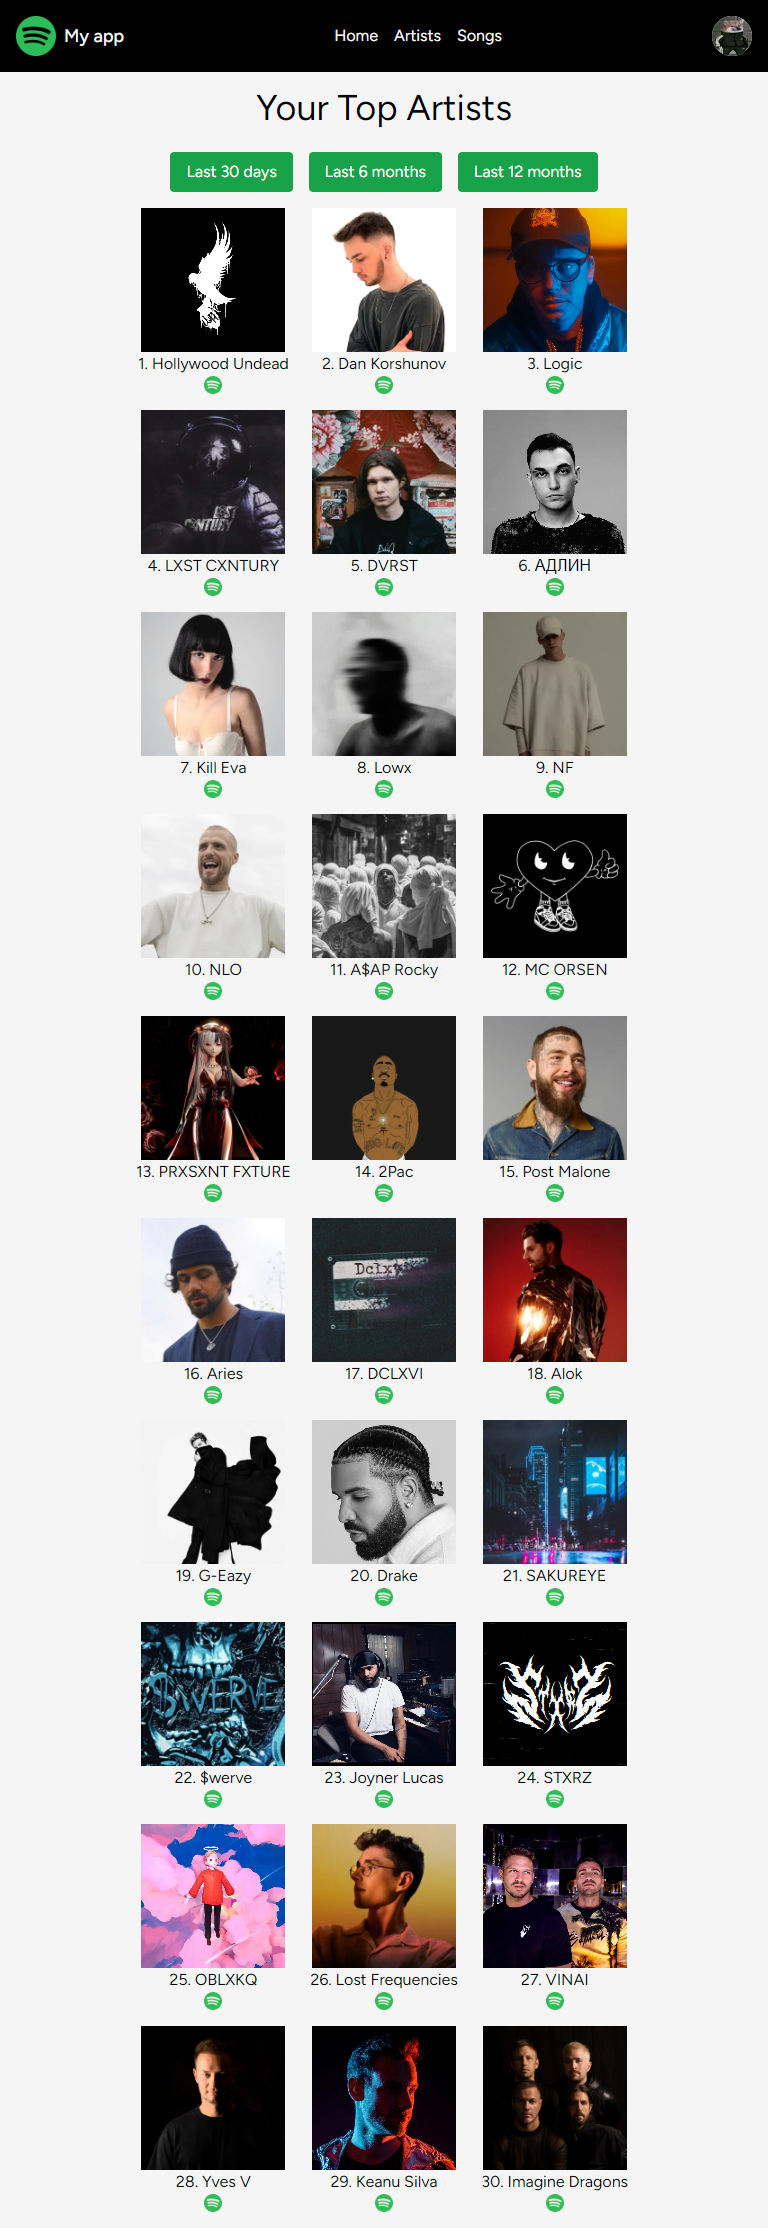 My app
Home Artists Songs
Your Top Artists
Last 30 days Last 6 months Last 12 months
1. Hollywood Undead 2. Dan Korshunov 3. Logic
LXST
CXNTURY
4. LXST CXNTURY 5. DVRST 6. АДЛИН
7. Kill Eva 8. Lowx 9. NF
10. NLO 11. A$AP Rocky 12. MC ORSEN
13. PRXSXNT FXTURE 14. 2Pac 15. Post Malone
16. Aries 17. DCLXVI 18. Alok
19. G-Eazy 20. Drake 21. SAKUREYE
$WERVE
STXRZ
22. $werve 23. Joyner Lucas 24. STXRZ
25. OBLXKQ 26. Lost Frequencies 27. VINAI
28. Yves V 29. Keanu Silva 30. Imagine Dragons